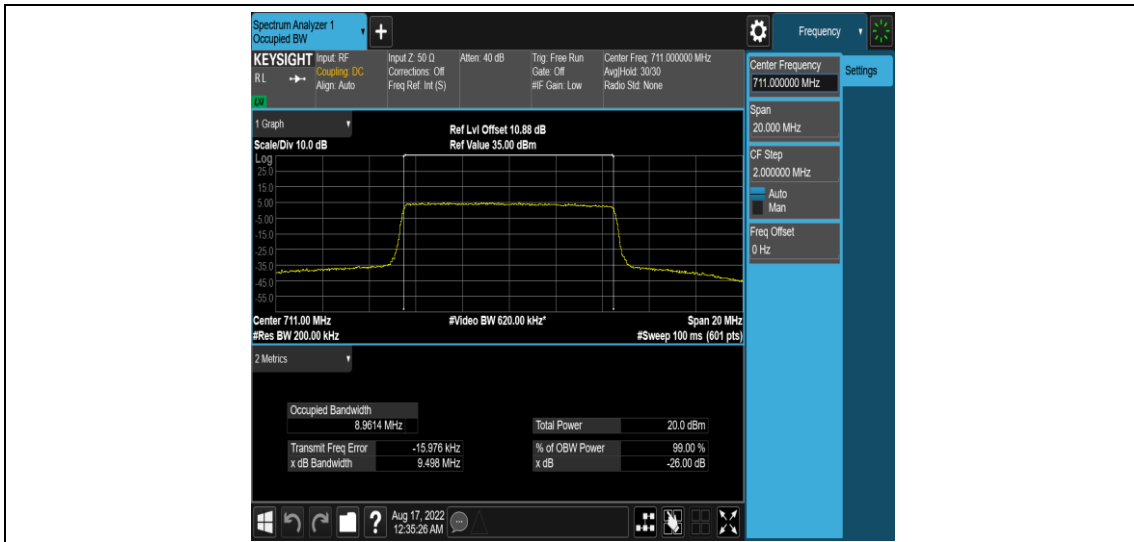 Spectrum Analyzer 1
Occupied BW
+
Frequency
KEYSIGHT
RL
LXI
Input: RF
Coupling: DC
Align: Auto
Input Z: 50 Ω
Corrections: Off
Freq Ref: Int (S)
Atten: 40 dB
Trig: Free Run
Gate: Off
#IF Gain: Low
Center Freq: 711.000000 MHz
Avg|Hold: 30/30
Radio Std: None
Center Frequency
711.000000 MHz
Settings
Span
20.000 MHz
CF Step
2.000000 MHz
Auto
Man
Freq Offset
0 Hz
1 Graph
Scale/Div 10.0 dB
Ref Lvl Offset 10.88 dB
Ref Value 35.00 dBm
Log
25.0
15.0
5.00
-5.00
-15.0
-25.0
-35.0
-45.0
-55.0
Center 711.00 MHz
#Video BW 620.00 kHz*
Span 20 MHz
#Res BW 200.00 kHz
#Sweep 100 ms (601 pts)
2 Metrics
Occupied Bandwidth
8.9614 MHz
Total Power 20.0 dBm
Transmit Freq Error -15.976 kHz
% of OBW Power 99.00 %
x dB Bandwidth 9.498 MHz
x dB -26.00 dB
?
Aug 17, 2022
12:35:26 AM